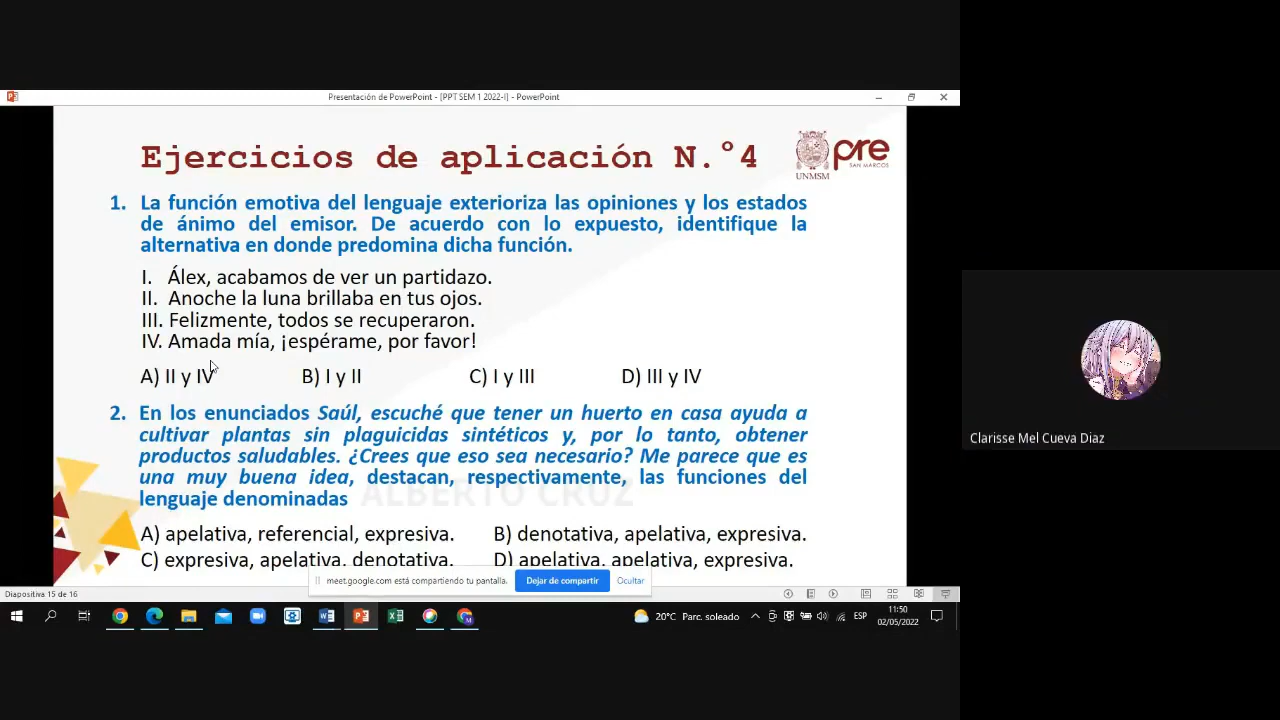 Presentación de PowerPoint - [PPT SEM 1 2022-I] - PowerPoint
Ejercicios de aplicación N.°4
UNMSM
pre
SAN MARCOS
1. La función emotiva del lenguaje exterioriza las opiniones y los estados
de ánimo del emisor. De acuerdo con lo expuesto, identifique la
alternativa en donde predomina dicha función.
I. Álex, acabamos de ver un partidazo.
II. Anoche la luna brillaba en tus ojos.
III. Felizmente, todos se recuperaron.
IV. Amada mía, ¡espérame, por favor!
A) II y IV B) I y II C) I y III D) III y IV
2. En los enunciados Saúl, escuché que tener un huerto en casa ayuda a
cultivar plantas sin plaguicidas sintéticos y, por lo tanto, obtener
productos saludables. ¿Crees que eso sea necesario? Me parece que es
una muy buena idea, destacan, respectivamente, las funciones del
lenguaje denominadas
ALBERTO CRUZ
A) apelativa, referencial, expresiva. B) denotativa, apelativa, expresiva.
C) expresiva, apelativa, denotativa. D) apelativa, apelativa, expresiva.
meet.google.com está compartiendo tu pantalla. Dejar de compartir Ocultar
Diapositiva 15 de 16
20°C Parc. soleado ESP 11:50
02/05/2022
Clarisse Mel Cueva Diaz